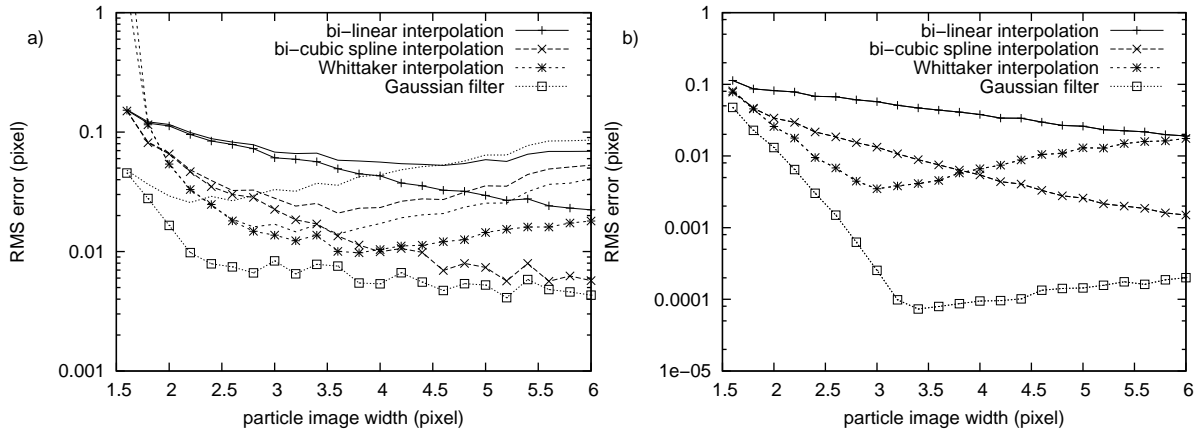 a)
RMS error (pixel)
1
0.1
0.01
0.001
bi−linear interpolation
bi−cubic spline interpolation
Whittaker interpolation
Gaussian filter
1.5 2 2.5 3 3.5 4 4.5 5 5.5 6
particle image width (pixel)
b)
RMS error (pixel)
1
0.1
0.01
0.001
0.0001
1e−05
bi−linear interpolation
bi−cubic spline interpolation
Whittaker interpolation
Gaussian filter
1.5 2 2.5 3 3.5 4 4.5 5 5.5 6
particle image width (pixel)